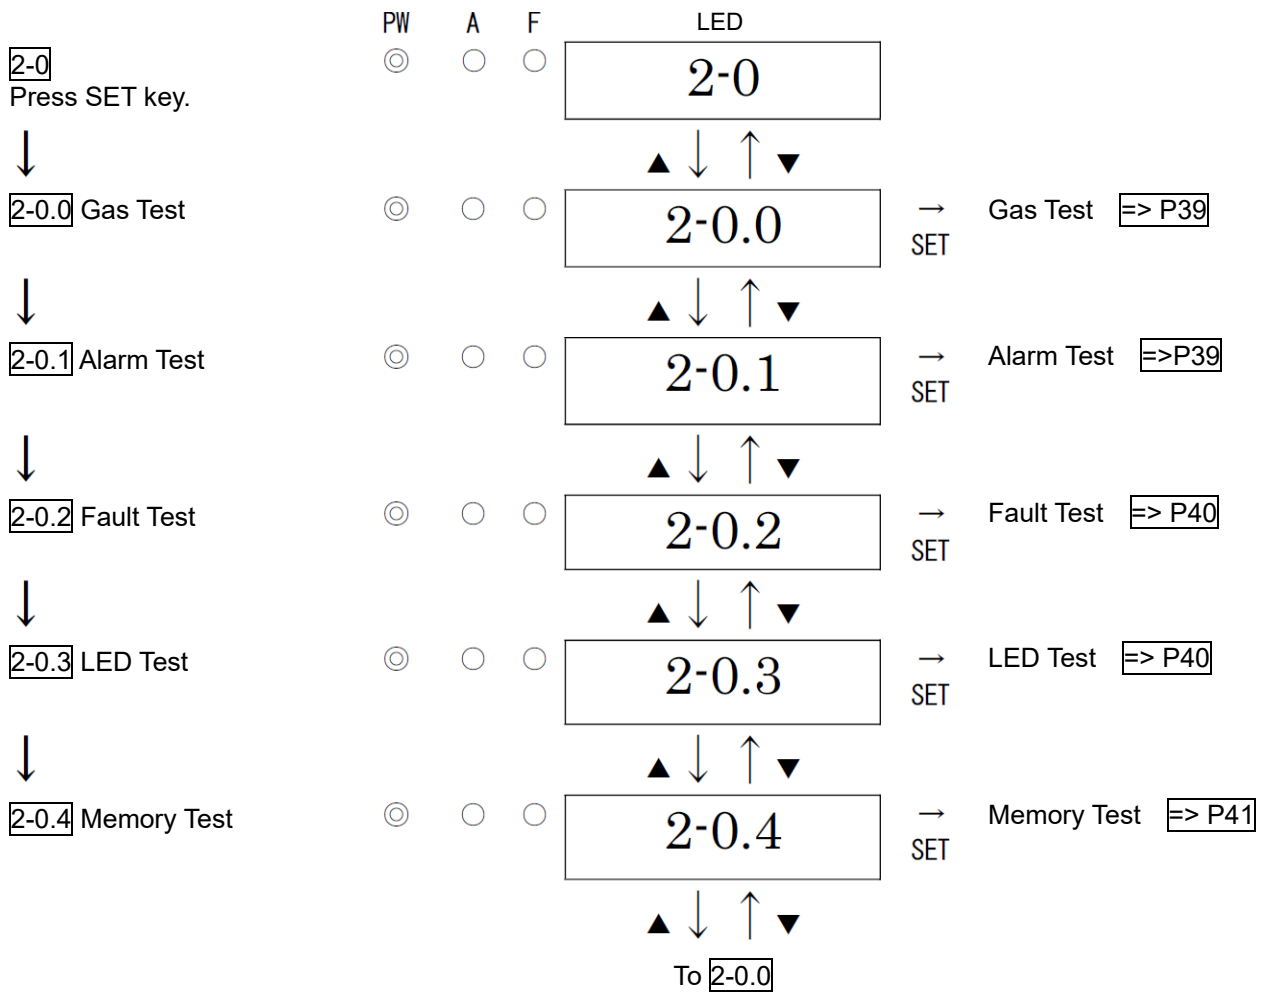 PW A F LED
2-0 ◎ ○ ○ 2-0
Press SET key.
↓ ▲ ↓ ↑ ▼
2-0.0 Gas Test ◎ ○ ○ 2-0.0 → Gas Test => P39
SET
↓ ▲ ↓ ↑ ▼
2-0.1 Alarm Test ◎ ○ ○ 2-0.1 → Alarm Test =>P39
SET
↓ ▲ ↓ ↑ ▼
2-0.2 Fault Test ◎ ○ ○ 2-0.2 → Fault Test => P40
SET
↓ ▲ ↓ ↑ ▼
2-0.3 LED Test ◎ ○ ○ 2-0.3 → LED Test => P40
SET
↓ ▲ ↓ ↑ ▼
2-0.4 Memory Test ◎ ○ ○ 2-0.4 → Memory Test => P41
SET
▲ ↓ ↑ ▼
To 2-0.0